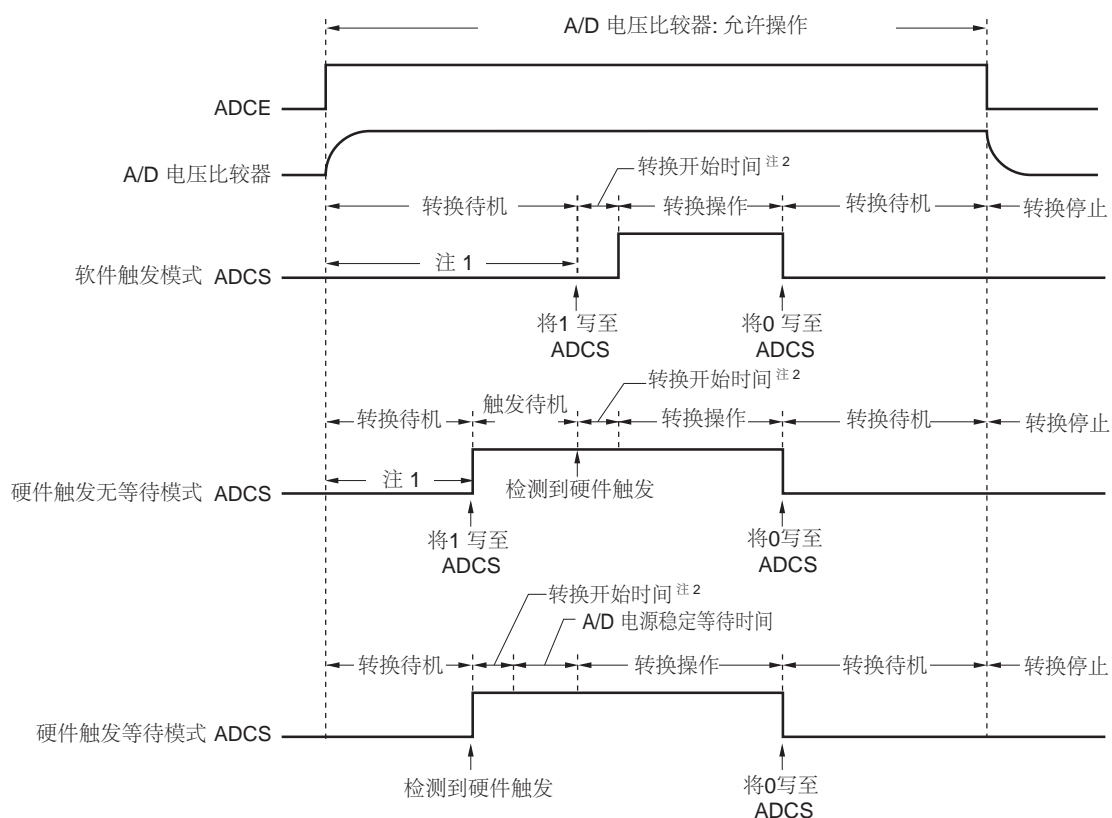 A/D 电压比较器: 允许操作
ADCE
A/D 电压比较器
转换开始时间 注 2
转换待机
转换操作
转换待机
转换停止
注 1
软件触发模式 ADCS
将1 写至
ADCS
将0 写至
ADCS
转换开始时间 注 2
转换待机
触发待机
转换操作
转换待机
转换停止
注 1
硬件触发无等待模式 ADCS
检测到硬件触发
将1 写至
ADCS
将0写至
ADCS
转换开始时间 注 2
A/D 电源稳定等待时间
转换待机
转换操作
转换待机
转换停止
硬件触发等待模式 ADCS
检测到硬件触发
将0写至
ADCS